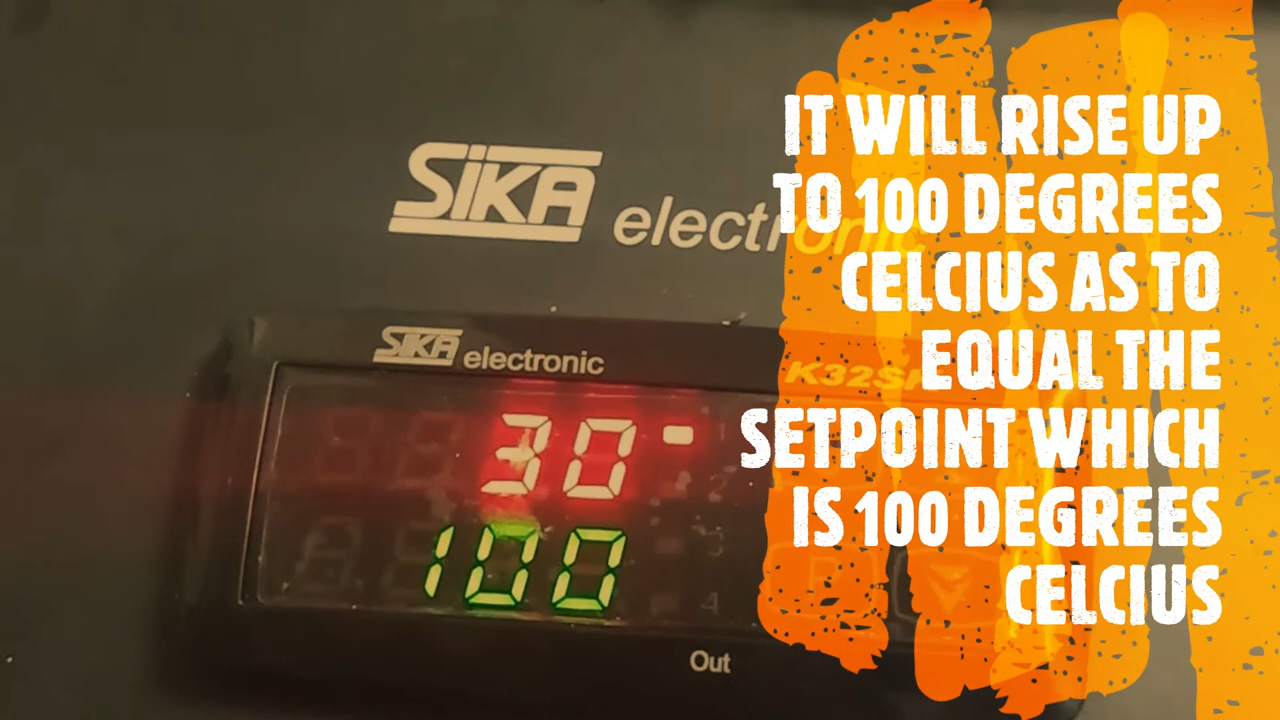 SiKA electronic
SiKA electronic
K32S
30
100
Out
IT WILL RISE UP
TO 100 DEGREES
CELCIUS AS TO
EQUAL THE
SETPOINT WHICH
IS 100 DEGREES
CELCIUS